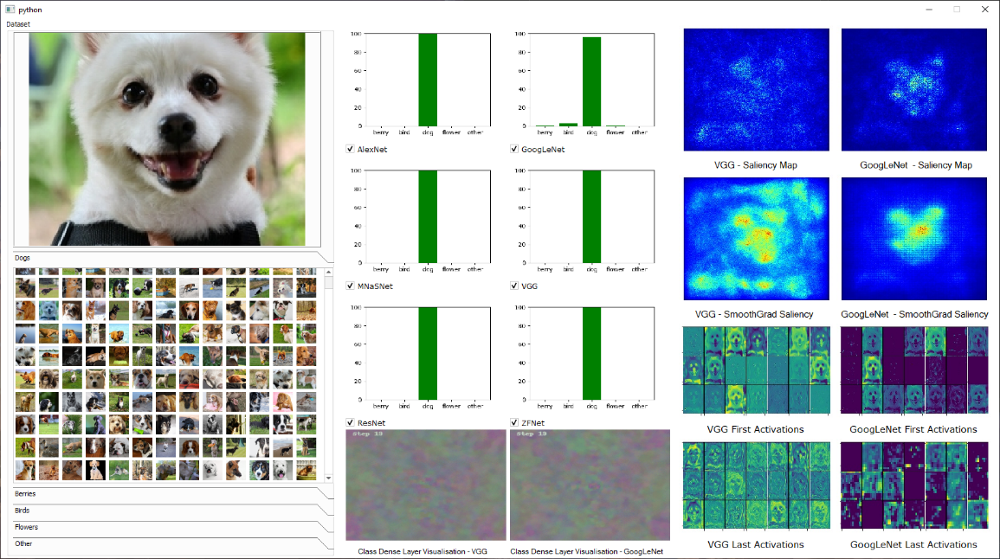 python
Dataset
Dogs
Berries
Birds
Flowers
Other
100
80
60
40
20
0
berry bird dog flower other
AlexNet
100
80
60
40
20
0
berry bird dog flower other
GoogLeNet
100
80
60
40
20
0
berry bird dog flower other
MNaSNet
100
80
60
40
20
0
berry bird dog flower other
VGG
100
80
60
40
20
0
berry bird dog flower other
ResNet
100
80
60
40
20
0
berry bird dog flower other
ZFNet
Step 19
Class Dense Layer Visualisation - VGG
Step 19
Class Dense Layer Visualisation - GoogLeNet
VGG - Saliency Map
GoogLeNet - Saliency Map
VGG - SmoothGrad Saliency
GoogLeNet - SmoothGrad Saliency
VGG First Activations
GoogLeNet First Activations
VGG Last Activations
GoogLeNet Last Activations